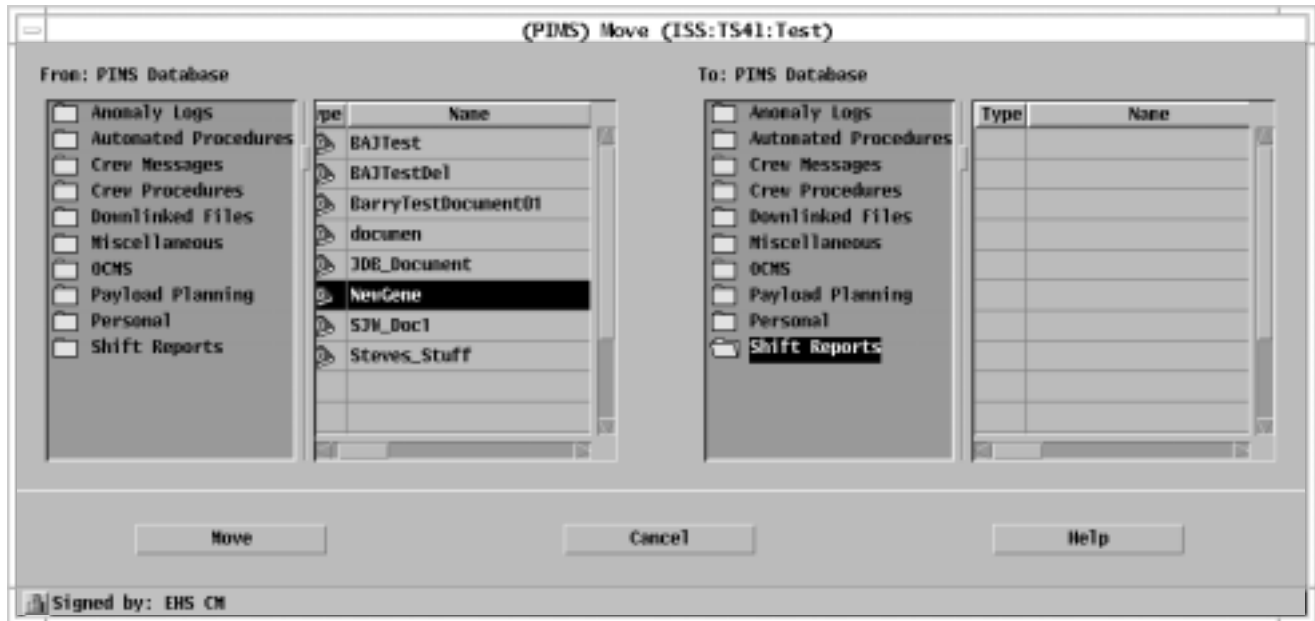 (PIMS) Move (ISS:TS41:Test)
From: PIMS Database
To: PIMS Database
Anomaly Logs
Automated Procedures
Crew Messages
Crew Procedures
Downlinked Files
Miscellaneous
OCMS
Payload Planning
Personal
Shift Reports
ype Name
BAJTest
BAJTestDel
BarryTestDocument01
documen
JDB_Document
NewGene
SJW_Doc1
Steves_Stuff
Anomaly Logs
Automated Procedures
Crew Messages
Crew Procedures
Downlinked Files
Miscellaneous
OCMS
Payload Planning
Personal
Shift Reports
Type Name
Move Cancel Help
Signed by: EHS CM